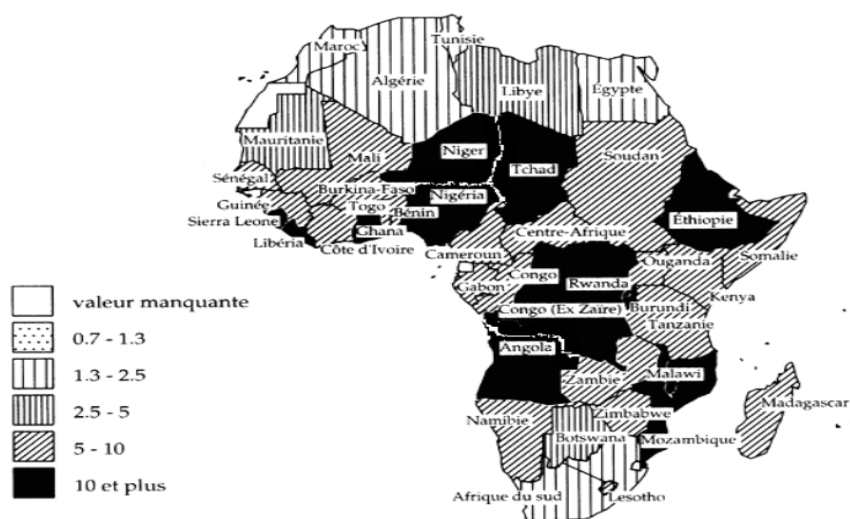 Maroc
Tunisie
Algérie
Libye
Egypte
Mauritanie
Mali
Niger
Tchad
Soudan
Sénégal
Burkina-Faso
Nigéria
Guinée
Togo
Bénin
Éthiopie
Sierra Leone
Ghana
Centre-Afrique
Libéria
Côte d'Ivoire
Cameroun
Ouganda
Somalie
Congo
Gabon
Rwanda
Kenya
Congo (Ex Zaïre)
Burundi
Tanzanie
Angola
Zambie
Malawi
Madagascar
Namibie
Zimbabwe
Botswana
Mozambique
Afrique du sud
Lesotho
valeur manquante
0.7 - 1.3
1.3 - 2.5
2.5 - 5
5 - 10
10 et plus